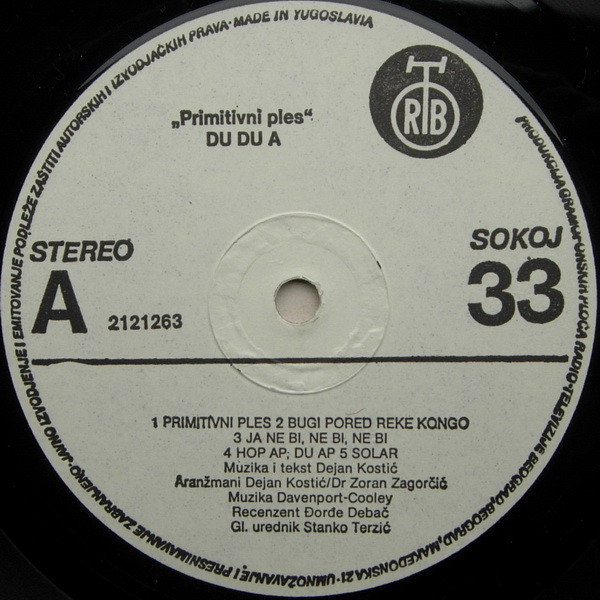 JAVNO IZVODJENJE I EMITOVANJE PODLEŽE ZAŠTITI AUTORSKIH I IZVODJAČKIH PRAVA · MADE IN YUGOSLAVIA
PRODUKCIJA GRAMOFONSKIH PLOČA RADIO-TELEVIZIJE BEOGRAD, BEOGRAD, MAKEDONSKA 21 · UMNOŽAVANJE I PRESNIMAVANJE ZABRANJENO ·
RTB
„Primitivni ples“
DU DU A
STEREO
A 2121263
SOKOJ
33
1 PRIMITIVNI PLES 2 BUGI PORED REKE KONGO
3 JA NE BI, NE BI, NE BI
4 HOP AP; DU AP 5 SOLAR
Muzika i tekst Dejan Kostić
Aranžmani Dejan Kostić/Dr Zoran Zagorčić
Muzika Davenport-Cooley
Recenzent Đorđe Debač
Gl. urednik Stanko Terzić